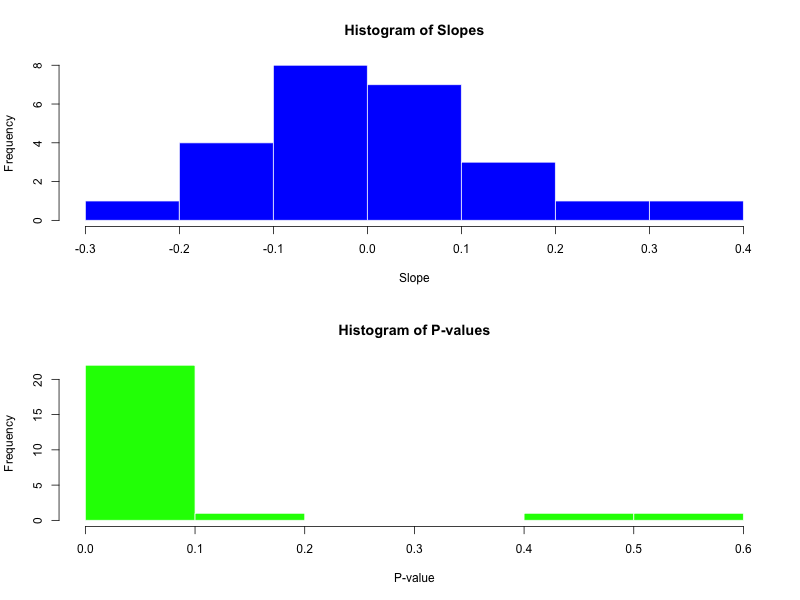 Histogram of Slopes
Frequency
8
6
4
2
0
-0.3 -0.2 -0.1 0.0 0.1 0.2 0.3 0.4
Slope
Histogram of P-values
Frequency
20
15
10
5
0
0.0 0.1 0.2 0.3 0.4 0.5 0.6
P-value